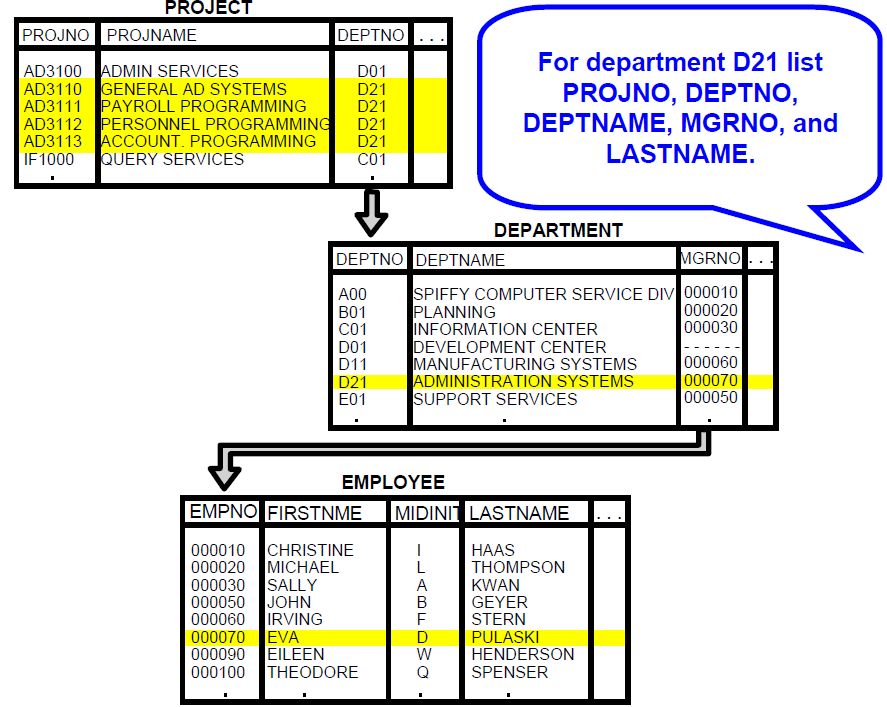 PROJECT
PROJNO PROJNAME DEPTNO ...
AD3100 ADMIN SERVICES D01
AD3110 GENERAL AD SYSTEMS D21
AD3111 PAYROLL PROGRAMMING D21
AD3112 PERSONNEL PROGRAMMING D21
AD3113 ACCOUNT. PROGRAMMING D21
IF1000 QUERY SERVICES C01
. .
For department D21 list
PROJNO, DEPTNO,
DEPTNAME, MGRNO, and
LASTNAME.
DEPARTMENT
DEPTNO DEPTNAME MGRNO ...
A00 SPIFFY COMPUTER SERVICE DIV 000010
B01 PLANNING 000020
C01 INFORMATION CENTER 000030
D01 DEVELOPMENT CENTER ------
D11 MANUFACTURING SYSTEMS 000060
D21 ADMINISTRATION SYSTEMS 000070
E01 SUPPORT SERVICES 000050
. . .
EMPLOYEE
EMPNO FIRSTNME MIDINIT LASTNAME ...
000010 CHRISTINE I HAAS
000020 MICHAEL L THOMPSON
000030 SALLY A KWAN
000050 JOHN B GEYER
000060 IRVING F STERN
000070 EVA D PULASKI
000090 EILEEN W HENDERSON
000100 THEODORE Q SPENSER
. . . .